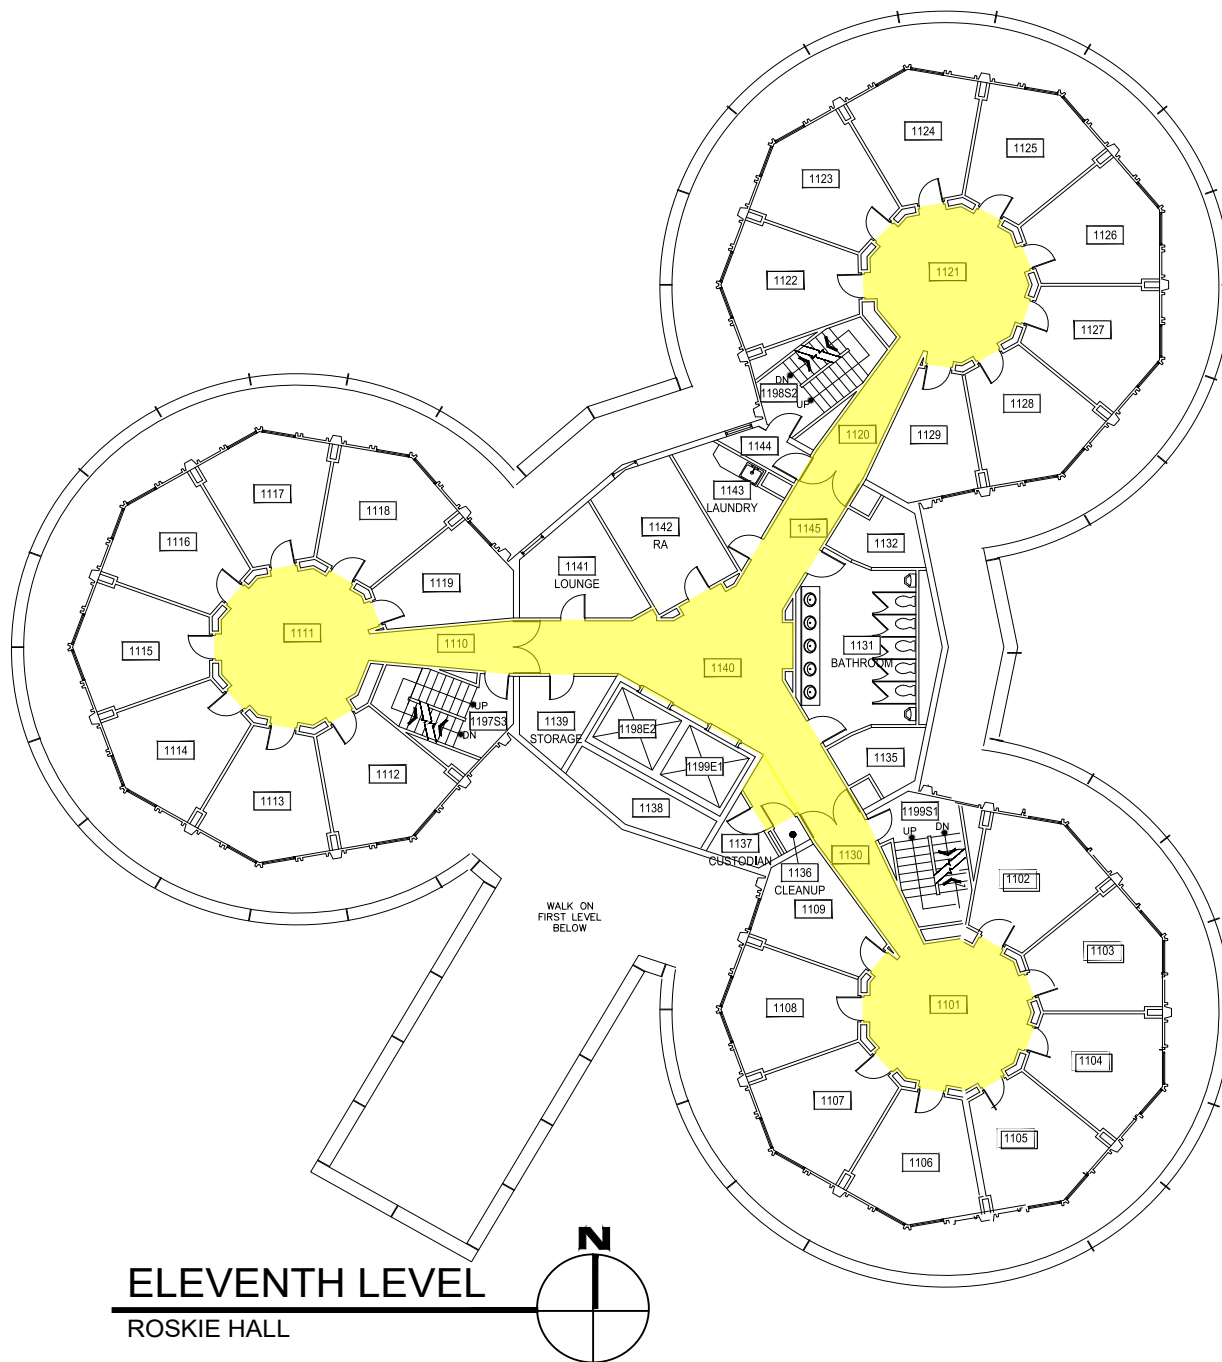 1124
1125
1123
1126
1121
1122
1127
DN
1198S2
UP
1128
1120
1129
1144
1143
LAUNDRY
1117
1118
1142
RA
1145
1116
1132
1141
LOUNGE
1119
1111
1110
1115
1131
BATHROOM
1140
UP
1197S3
DN
1139
STORAGE
1198E2
1114
1135
1199E1
1112
1113
1138
1199S1
UP
DN
1137
CUSTODIAN
1130
1136
CLEANUP
1102
1109
WALK ON
FIRST LEVEL
BELOW
1103
1108
1101
1104
1107
1105
1106
N
ELEVENTH LEVEL
ROSKIE HALL